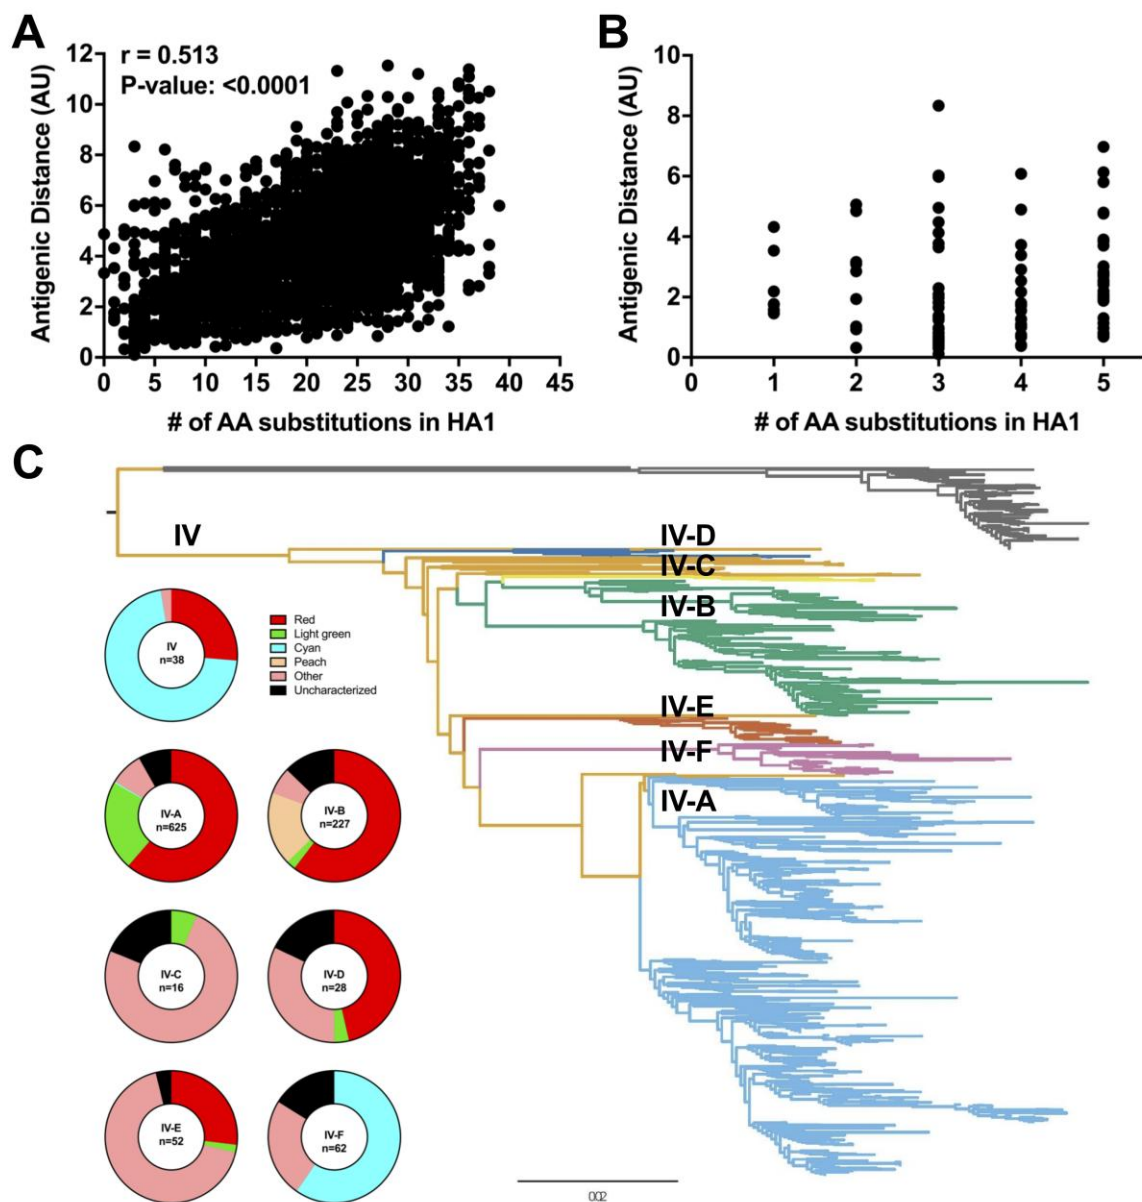 A
r = 0.513
P-value: <0.0001
Antigenic Distance (AU)
12
10
8
6
4
2
0
0 5 10 15 20 25 30 35 40 45
# of AA substitutions in HA1
B
Antigenic Distance (AU)
10
8
6
4
2
0
0 1 2 3 4 5
# of AA substitutions in HA1
C
IV
IV-D
IV-C
IV-B
IV-E
IV-F
IV-A
IV
n=38
Red
Light green
Cyan
Peach
Other
Uncharacterized
IV-A
n=625
IV-B
n=227
IV-C
n=16
IV-D
n=28
IV-E
n=52
IV-F
n=62
0.02